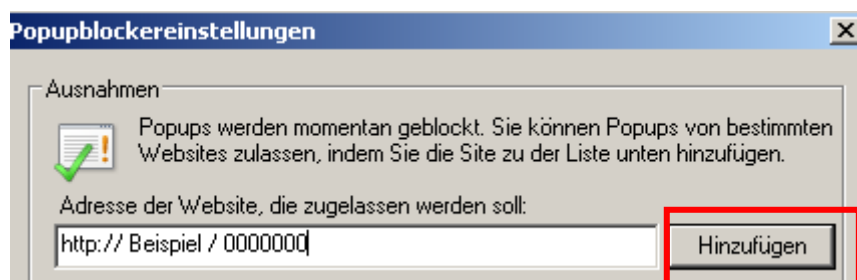 Popupblockereinstellungen
Ausnahmen
Popups werden momentan geblockt. Sie können Popups von bestimmten
Websites zulassen, indem Sie die Site zu der Liste unten hinzufügen.
Adresse der Website, die zugelassen werden soll:
http:// Beispiel / 0000000
Hinzufügen